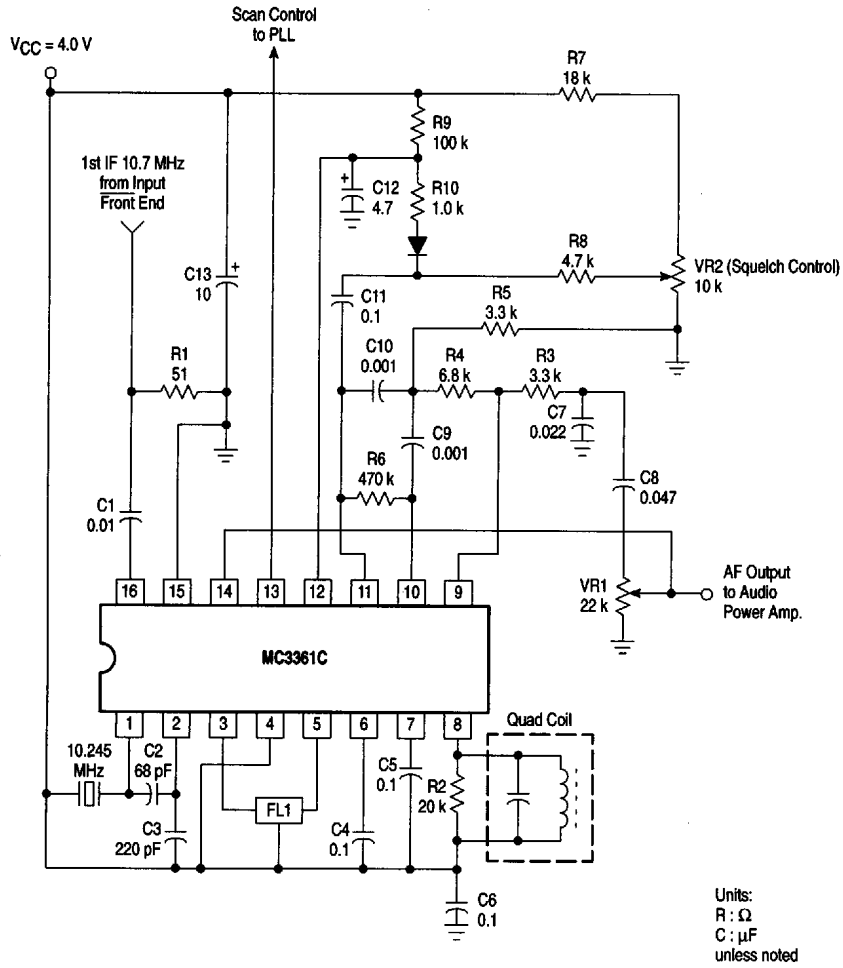 Scan Control
to PLL
VCC = 4.0 V
R7
18 k
R9
100 k
1st IF 10.7 MHz
from Input
Front End
+
C12
4.7
R10
1.0 k
R8
4.7 k
VR2 (Squelch Control)
10 k
C13
10
+
C11
0.1
R5
3.3 k
C10
0.001
R4
6.8 k
R3
3.3 k
R1
51
C7
0.022
C9
0.001
R6
470 k
C8
0.047
C1
0.01
AF Output
to Audio
Power Amp.
VR1
22 k
16 15 14 13 12 11 10 9
MC3361C
1 2 3 4 5 6 7 8
Quad Coil
10.245
MHz
C2
68 pF
C5
0.1
R2
20 k
FL1
C3
220 pF
C4
0.1
C6
0.1
Units:
R : Ω
C : µF
unless noted